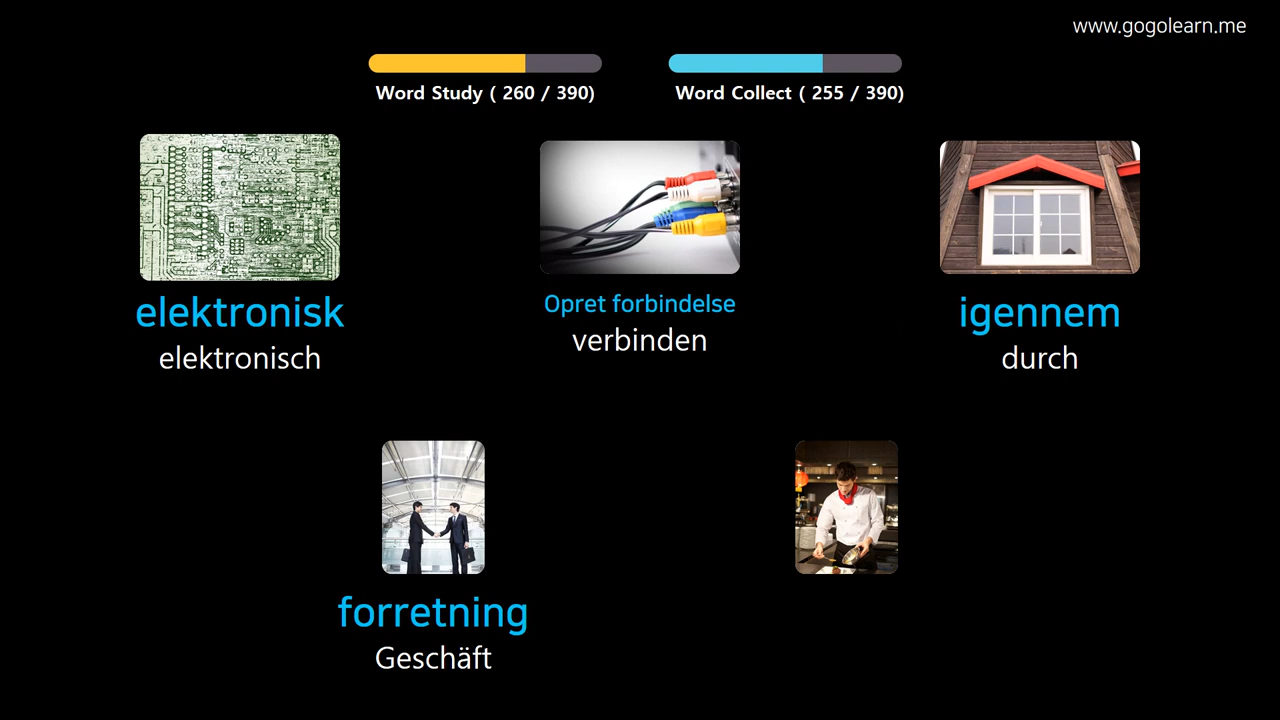 www.gogolearn.me
Word Study ( 260 / 390)
Word Collect ( 255 / 390)
elektronisk
elektronisch
Opret forbindelse
verbinden
igennem
durch
forretning
Geschäft